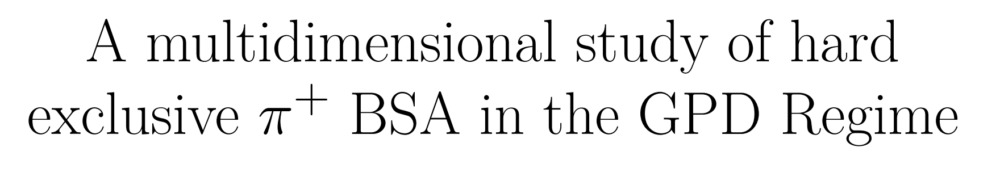 A multidimensional study of hard
exclusive π⁺ BSA in the GPD Regime